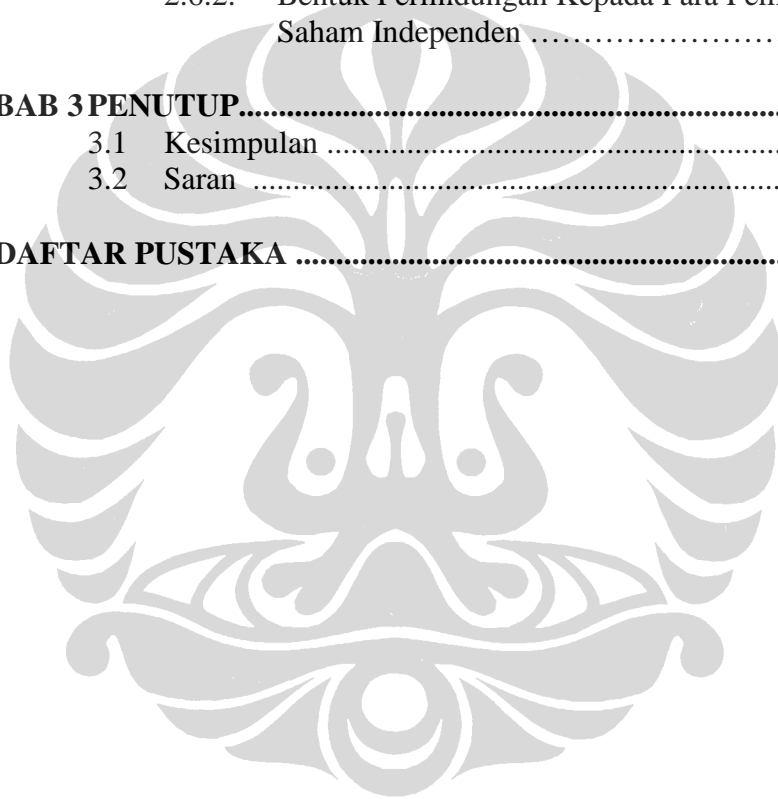 Saham Independen ……………………
BAB 3 PENUTUP......................................................................
3.1 Kesimpulan ..........................................................
3.2 Saran ....................................................................
DAFTAR PUSTAKA ...............................................................